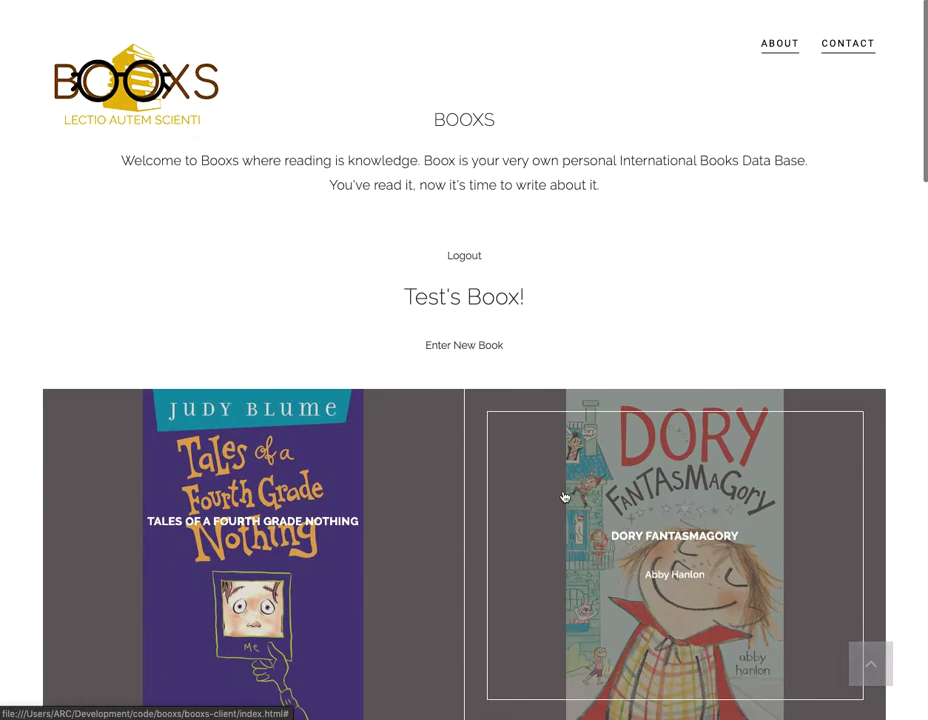 ABOUT CONTACT
BOOXS
LECTIO AUTEM SCIENTI
BOOXS
Welcome to Booxs where reading is knowledge. Boox is your very own personal International Books Data Base.
You've read it, now it's time to write about it.
Logout
Test's Boox!
Enter New Book
JUDY BLUME
Tales of a
Fourth Grade
Nothing
TALES OF A FOURTH GRADE NOTHING
Me
DORY
FANTASMAGORY
DORY FANTASMAGORY
Abby Hanlon
abby
hanlon
file:///Users/ARC/Development/code/booxs/booxs-client/index.html#